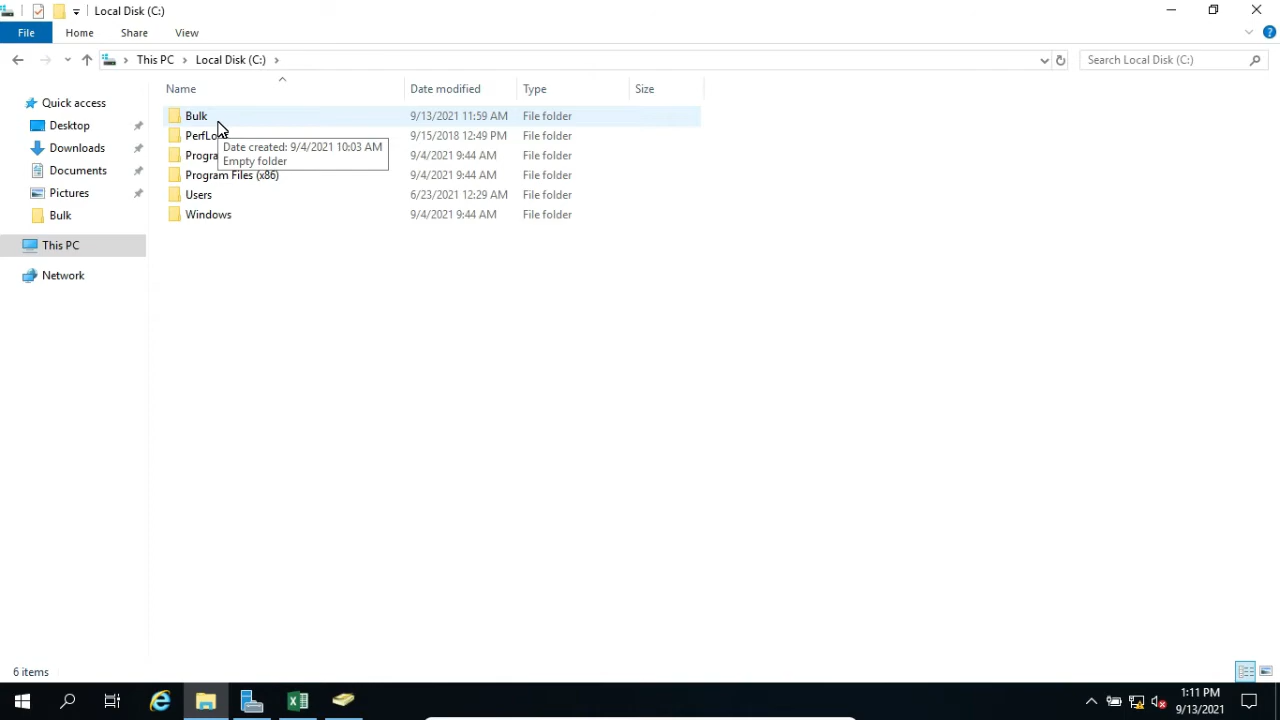 Local Disk (C:)
File Home Share View
This PC Local Disk (C:) Search Local Disk (C:)
Name Date modified Type Size
Quick access
Desktop
Downloads
Documents
Pictures
Bulk
This PC
Network
Bulk 9/13/2021 11:59 AM File folder
PerfLo 9/15/2018 12:49 PM File folder
Progra 9/4/2021 9:44 AM File folder
Program Files (x86) 9/4/2021 9:44 AM File folder
Users 6/23/2021 12:29 AM File folder
Windows 9/4/2021 9:44 AM File folder
Date created: 9/4/2021 10:03 AM
Empty folder
6 items
1:11 PM
9/13/2021